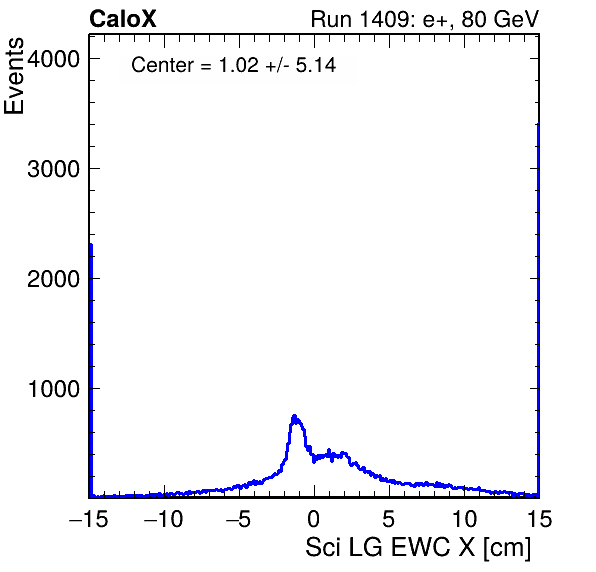 CaloX Run 1409: e+, 80 GeV
Center = 1.02 +/- 5.14
Events
4000
3000
2000
1000
−15 −10 −5 0 5 10 15
Sci LG EWC X [cm]